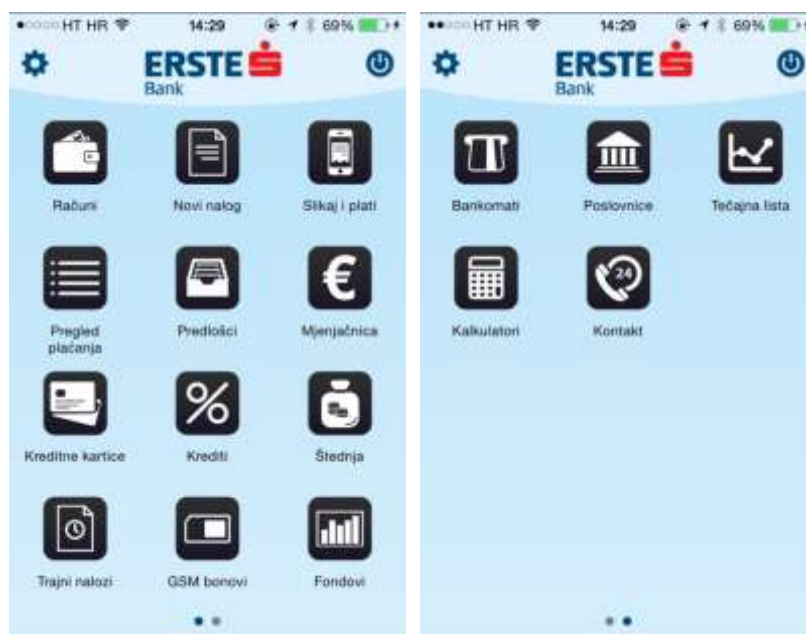 HT HR 14:29 69%
ERSTE
Bank
Računi Novi nalog Slikaj i plati
Pregled plaćanja Predlošci Mjenjačnica
Kreditne kartice Krediti Štednja
Trajni nalozi GSM bonovi Fondovi
HT HR 14:29 69%
ERSTE
Bank
Bankomati Poslovnice Tečajna lista
24
Kalkulatori Kontakt